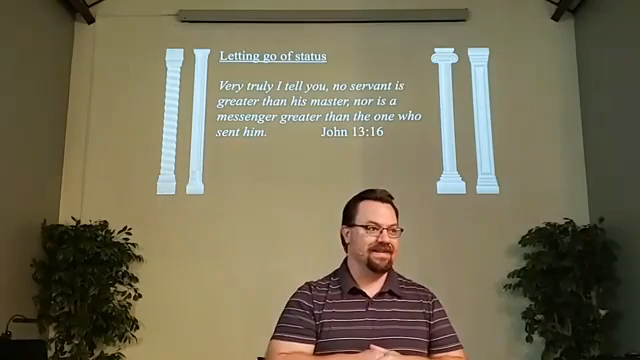 Letting go of status
Very truly I tell you, no servant is
greater than his master, nor is a
messenger greater than the one who
sent him. John 13:16